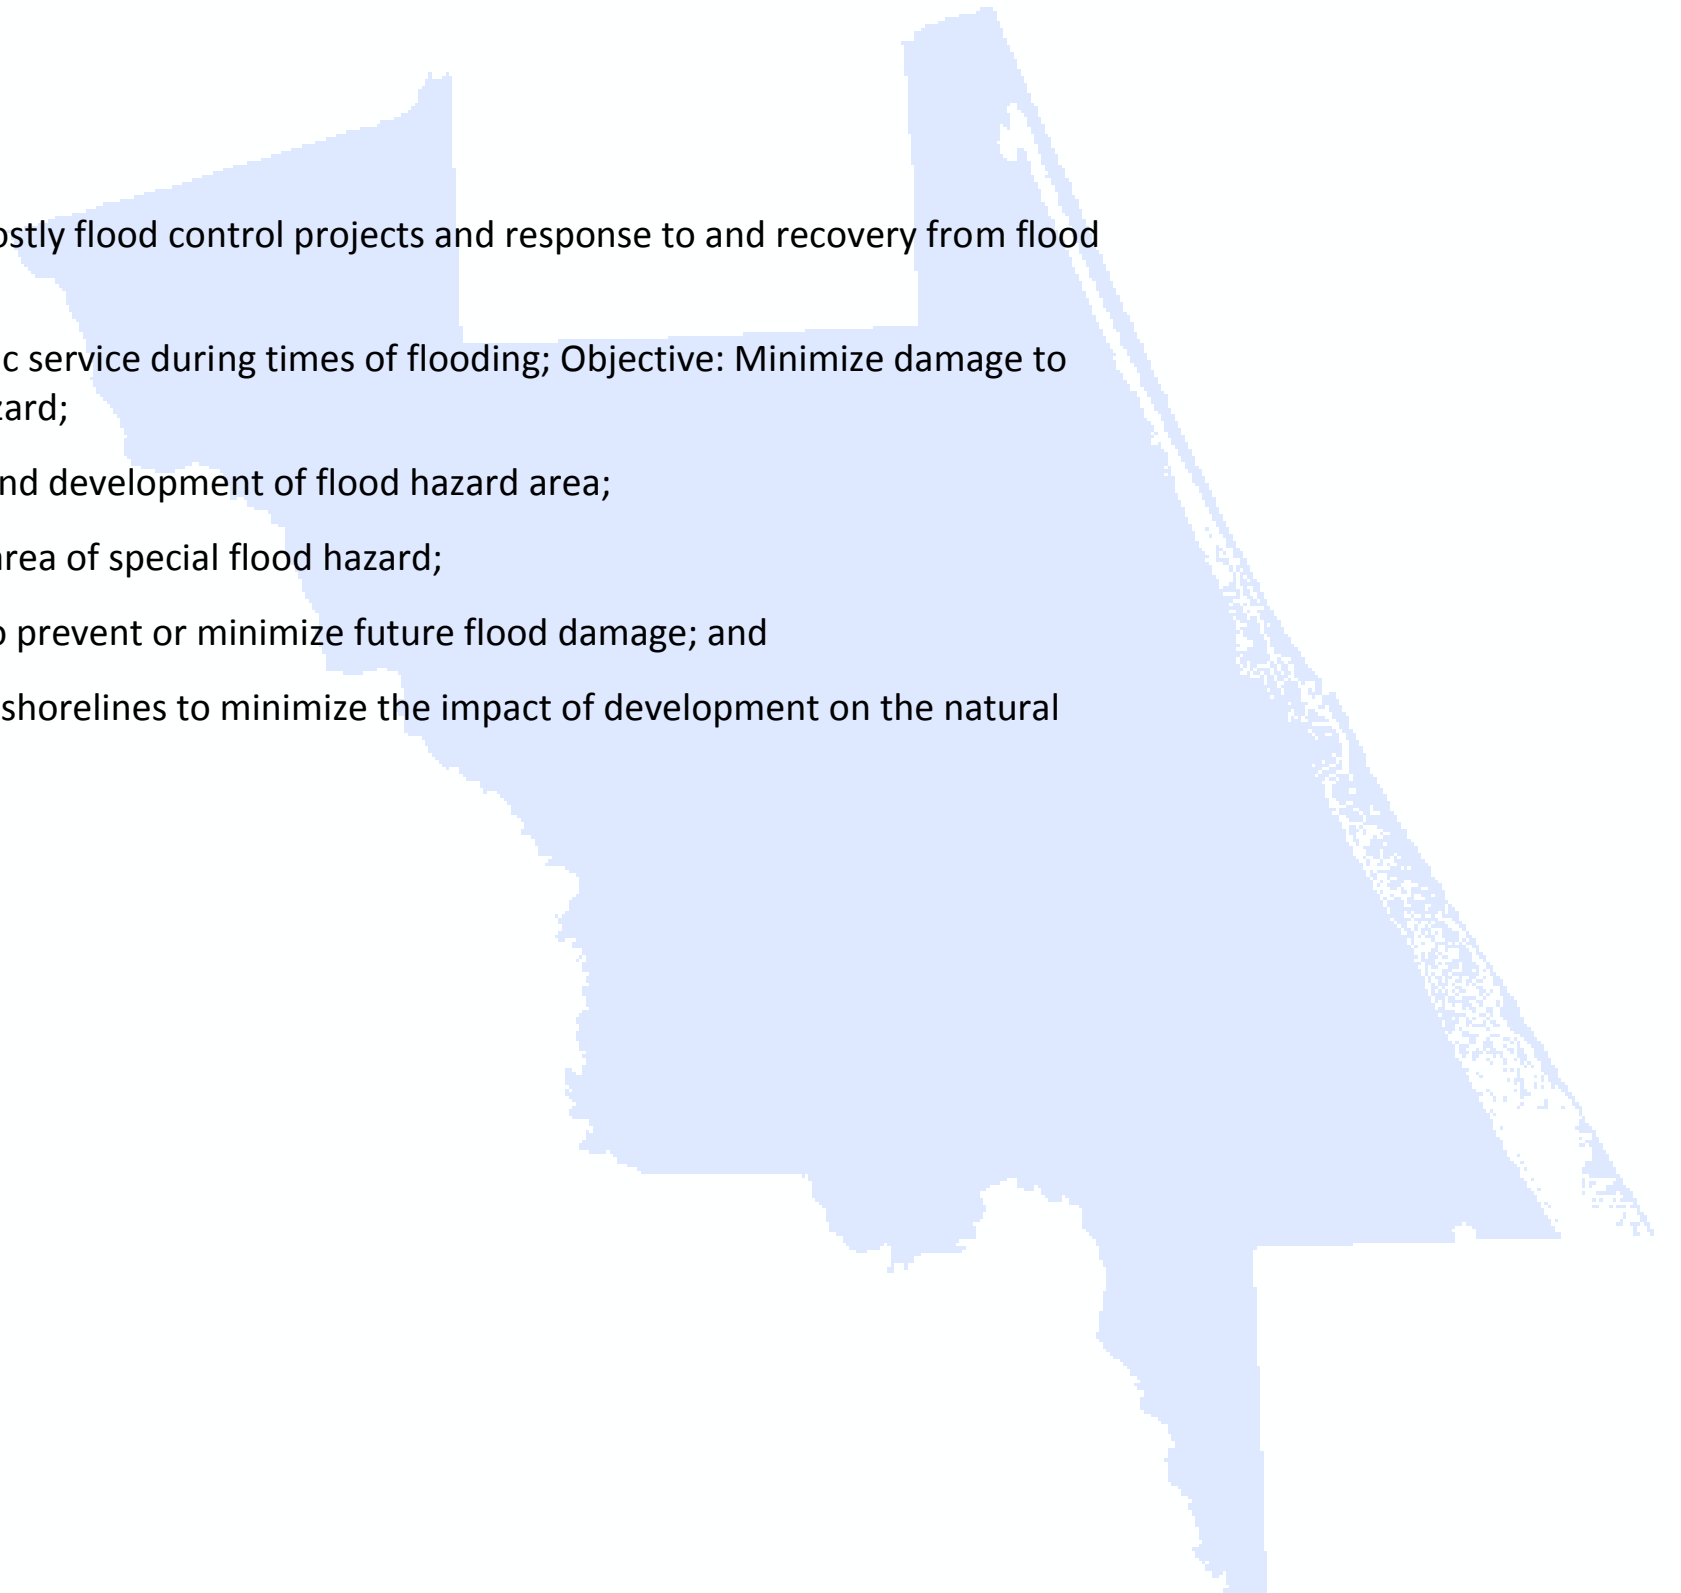 ostly flood control projects and response to and recovery from flood
c service during times of flooding; Objective: Minimize damage to
zard;
nd development of flood hazard area;
area of special flood hazard;
o prevent or minimize future flood damage; and
shorelines to minimize the impact of development on the natural